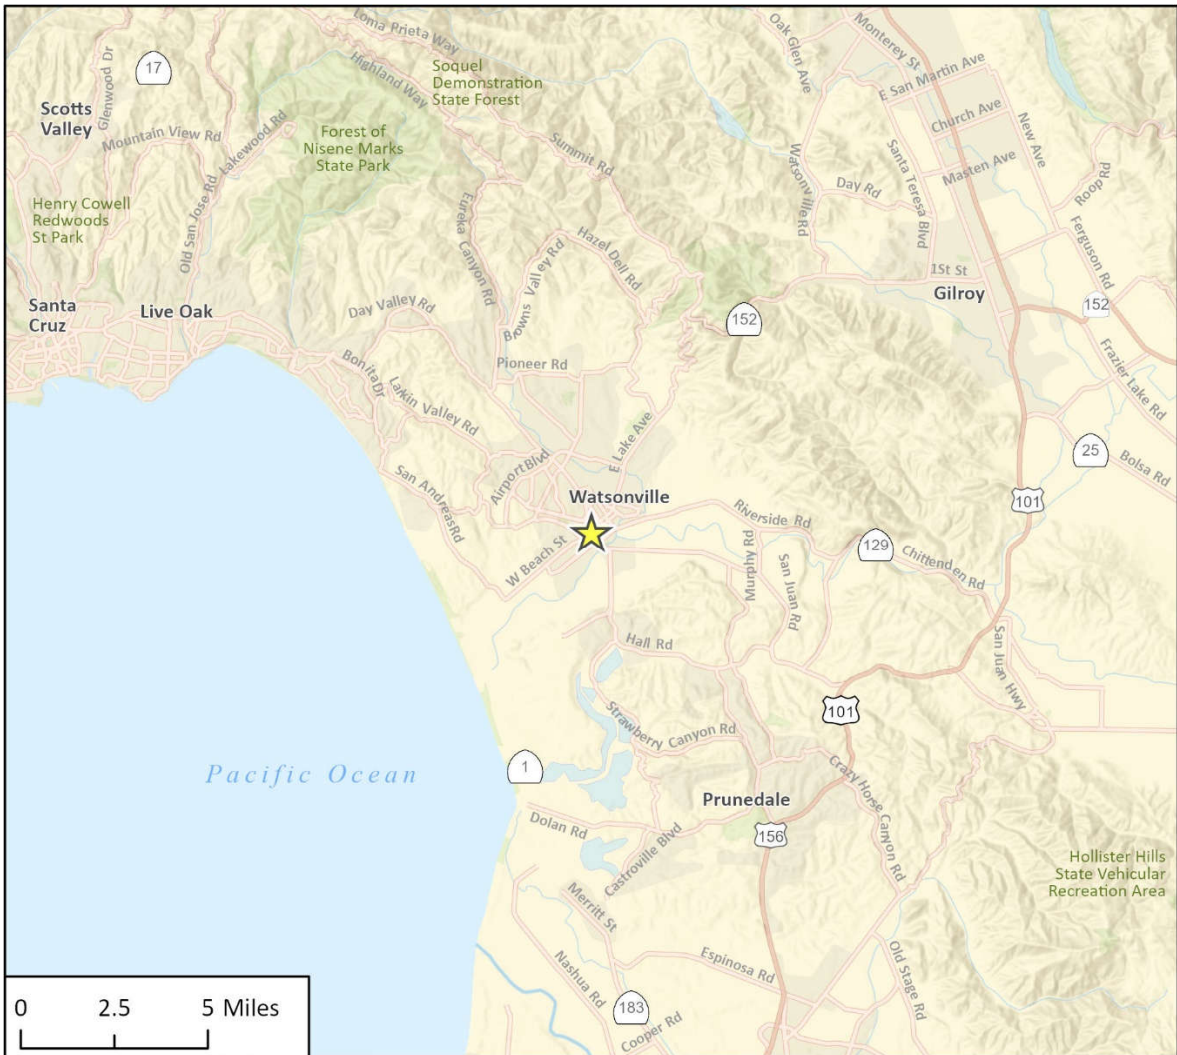 Loma Prieta Way
Oak Glen Ave
Monterey St
17
Glenwood Dr
Highland Way
Soquel
Demonstration
State Forest
E San Martin Ave
Scotts
Valley
Church Ave
New Ave
Mountain View Rd
Lakewood Rd
Forest of
Nisene Marks
State Park
Summit Rd
Watsonville Rd
Santa Teresa Blvd
Masten Ave
Roop Rd
Day Rd
Henry Cowell
Redwoods
St Park
Old San Jose Rd
Eureka Canyon Rd
Browns Valley Rd
Hazel Dell Rd
Ferguson Rd
1St St
Gilroy
Santa
Cruz
Live Oak
Day Valley Rd
152
152
Frazier Lake Rd
Bonita Dr
Pioneer Rd
Larkin Valley Rd
E Lake Ave
25
Bolsa Rd
Airport Blvd
San Andreas Rd
Watsonville
101
Riverside Rd
W Beach St
Murphy Rd
San Juan Rd
129
Chittenden Rd
Hall Rd
San Juan Hwy
101
Strawberry Canyon Rd
Pacific Ocean
1
Crazy Horse Canyon Rd
Prunedale
Dolan Rd
156
Castroville Blvd
Hollister Hills
State Vehicular
Recreation Area
Merritt St
Espinosa Rd
Old Stage Rd
Nashua Rd
183
Cooper Rd
0 2.5 5 Miles